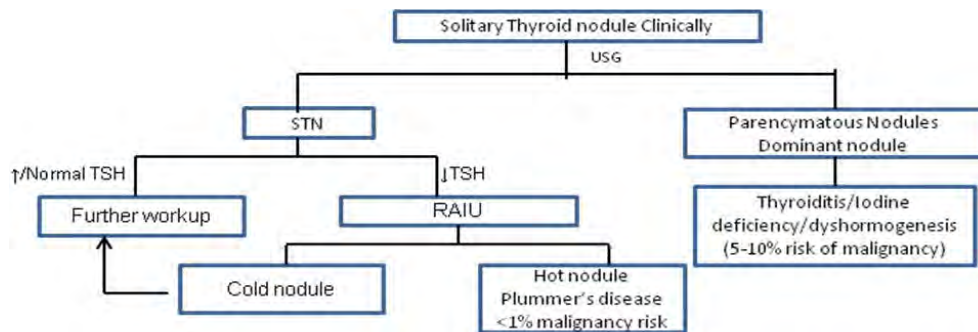 Solitary Thyroid nodule Clinically
USG
STN
Parencymatous Nodules
Dominant nodule
↑/Normal TSH
↓TSH
Further workup
RAIU
Thyroiditis/Iodine
deficiency/dyshormogenesis
(5-10% risk of malignancy)
Cold nodule
Hot nodule
Plummer's disease
<1% malignancy risk